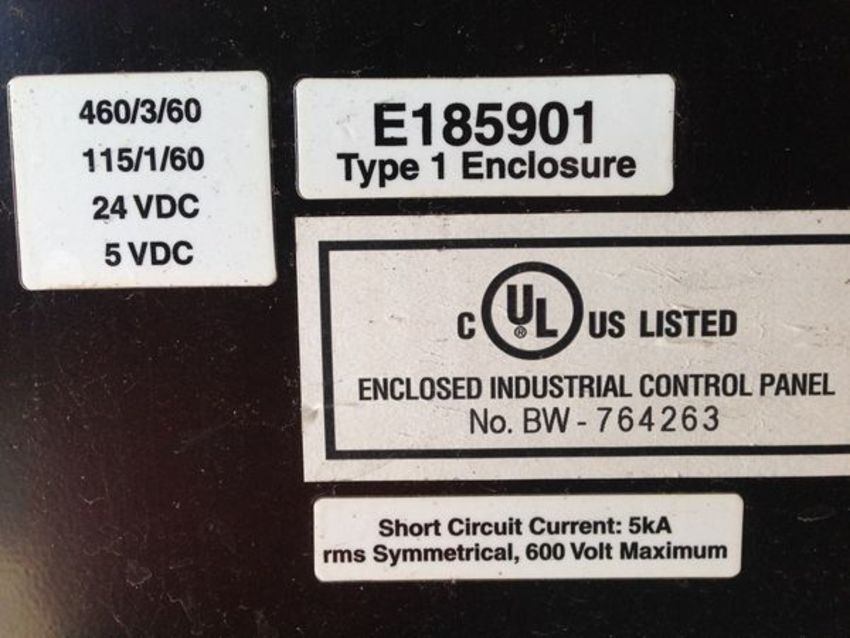 460/3/60
115/1/60
24 VDC
5 VDC
E185901
Type 1 Enclosure
C UL ® US LISTED
ENCLOSED INDUSTRIAL CONTROL PANEL
No. BW - 764263
Short Circuit Current: 5kA
rms Symmetrical, 600 Volt Maximum